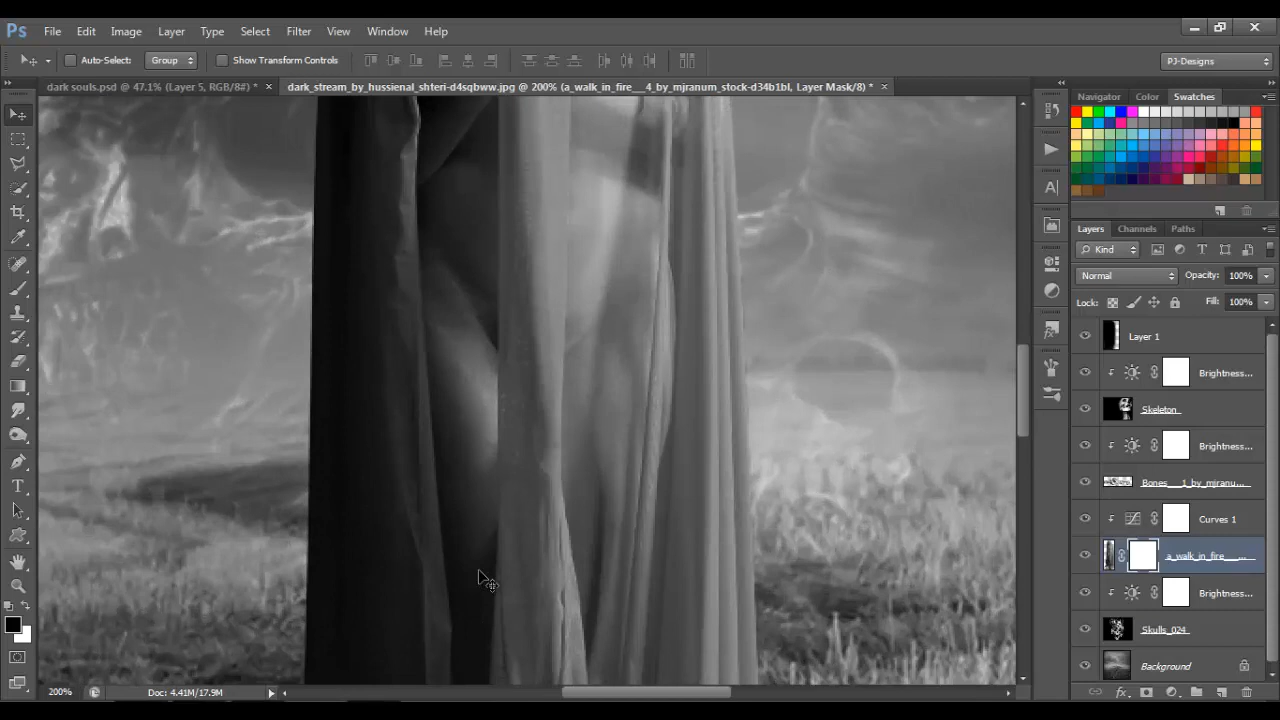 Ps File Edit Image Layer Type Select Filter View Window Help
Auto-Select: Group Show Transform Controls PJ-Designs
dark souls.psd @ 47.1% (Layer 5, RGB/8#) * × dark_stream_by_hussienal_shteri-d4sqbww.jpg @ 200% (a_walk_in_fire___4_by_mjranum_stock-d34b1bl, Layer Mask/8) * ×
Navigator Color Swatches
Layers Channels Paths
Kind
Normal Opacity: 100%
Lock: Fill: 100%
Layer 1
Brightness...
Skeleton
Brightness...
Bones___1_by_mjranu...
Curves 1
a_walk_in_fire___...
Brightness...
Skulls_024
Background
200% Doc: 4.41M/17.9M